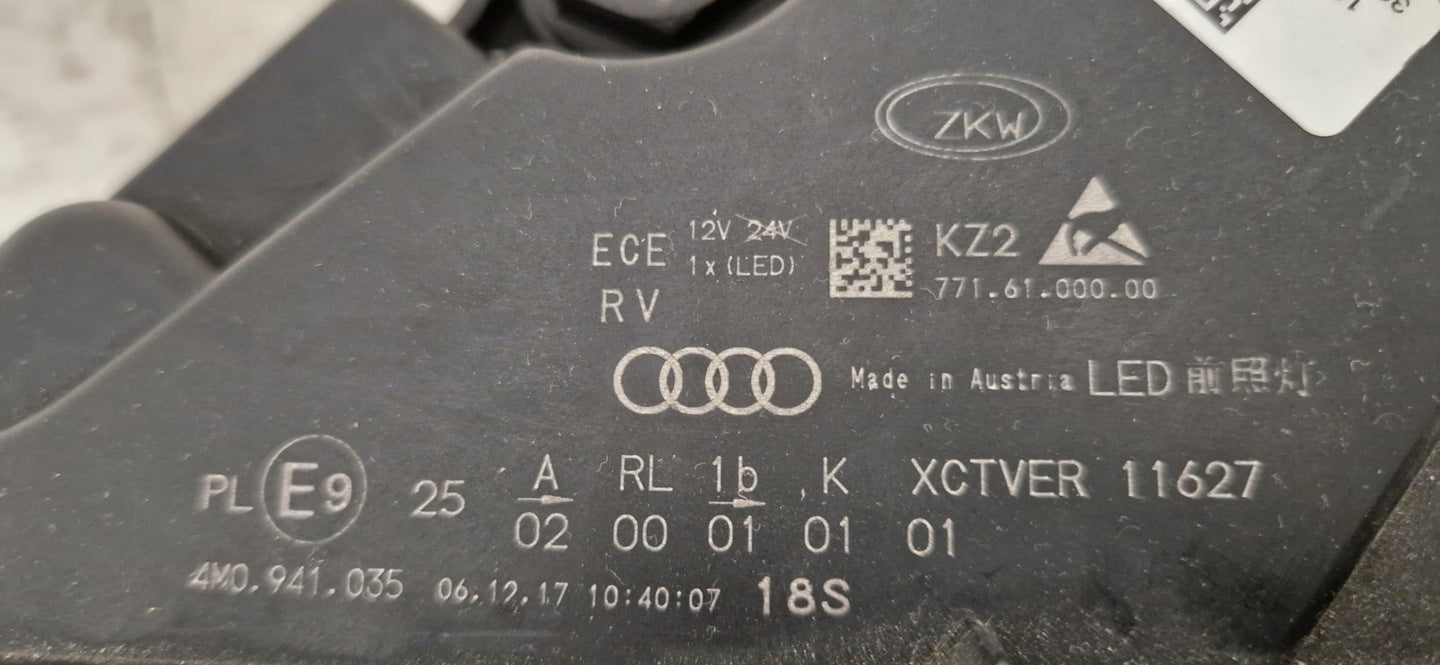 ZKW
ECE 12V 24V KZ2
1x (LED)
RV 771.61.000.00
Made in Austria LED 前照灯
PL E9 25 A RL 1b K XCTVER 11627
02 00 01 01 01
4M0.941.035 06.12.17 10:40:07 18S